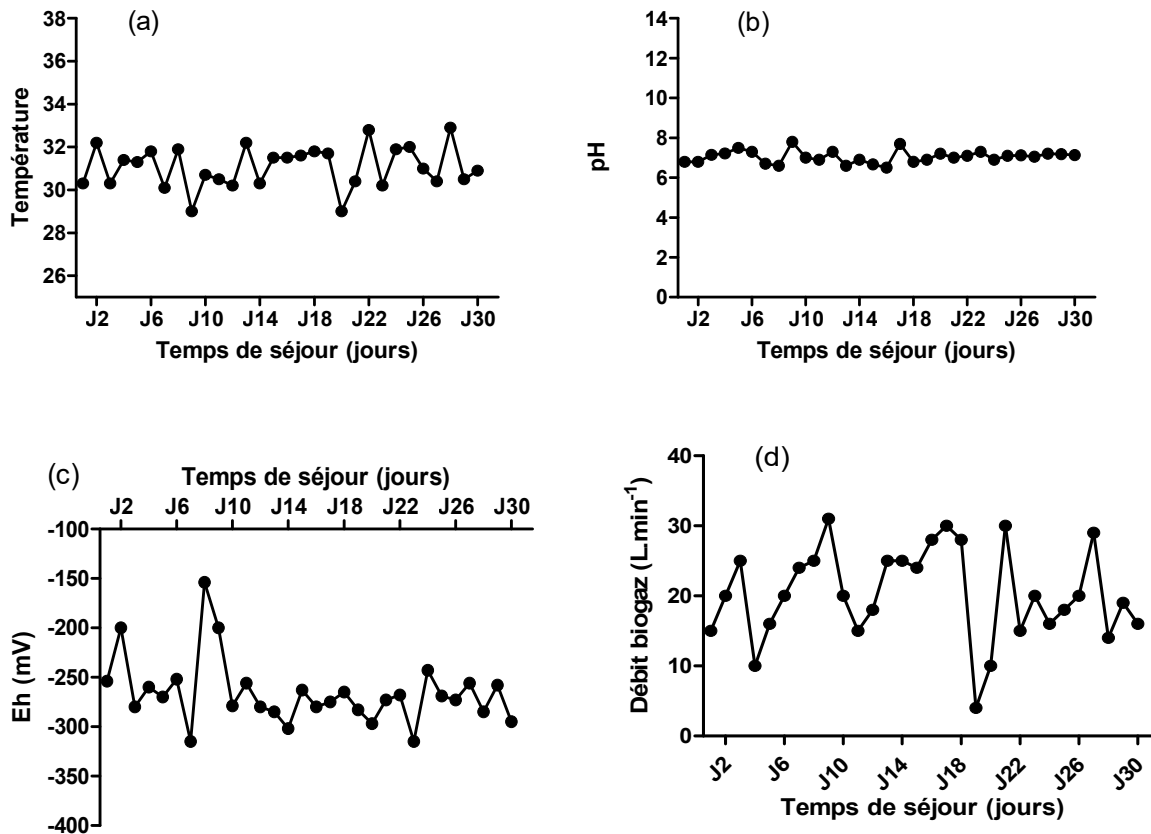 (a)
Température
38
36
34
32
30
28
26
J2 J6 J10 J14 J18 J22 J26 J30
Temps de séjour (jours)
(b)
pH
14
12
10
8
6
4
2
0
J2 J6 J10 J14 J18 J22 J26 J30
Temps de séjour (jours)
(c)
Temps de séjour (jours)
J2 J6 J10 J14 J18 J22 J26 J30
Eh (mV)
-100
-150
-200
-250
-300
-350
-400
(d)
Débit biogaz (L.min⁻¹)
40
30
20
10
0
J2 J6 J10 J14 J18 J22 J26 J30
Temps de séjour (jours)